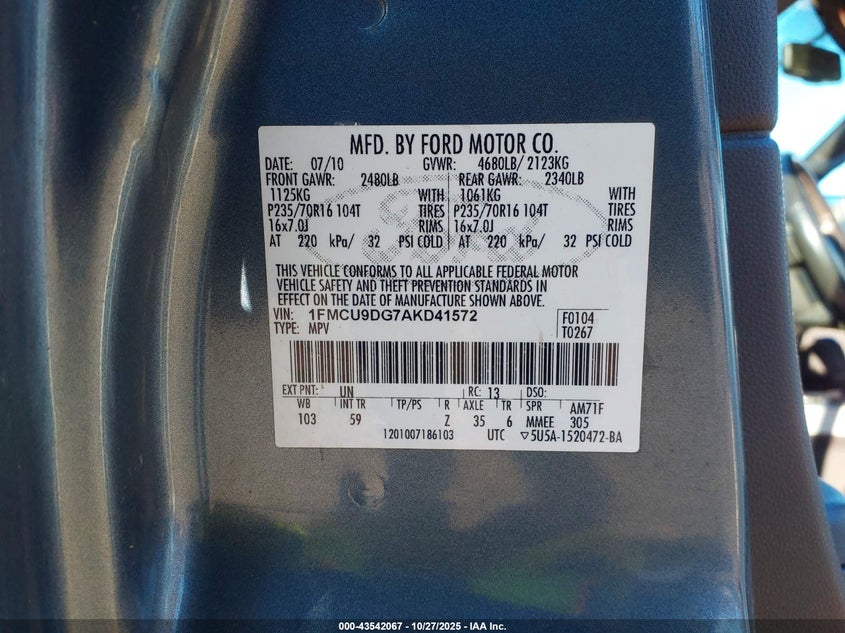 MFD. BY FORD MOTOR CO.
DATE: 07/10 GVWR: 4680LB/ 2123KG
FRONT GAWR: 2480LB REAR GAWR: 2340LB
1125KG WITH 1061KG WITH
P235/70R16 104T TIRES P235/70R16 104T TIRES
16x7.0J RIMS 16x7.0J RIMS
AT 220 kPa/ 32 PSI COLD AT 220 kPa/ 32 PSI COLD
THIS VEHICLE CONFORMS TO ALL APPLICABLE FEDERAL MOTOR
VEHICLE SAFETY AND THEFT PREVENTION STANDARDS IN
EFFECT ON THE DATE OF MANUFACTURE SHOWN ABOVE.
VIN: 1FMCU9DG7AKD41572 F0104
TYPE: MPV T0267
EXT PNT: UN RC: 13 DSO:
WB INT TR TP/PS R AXLE TR SPR AM71F
103 59 Z 35 6 MMEE 305
1201007186103 UTC ▽5U5A-1520472-BA
000-43542067 • 10/27/2025 - IAA Inc.